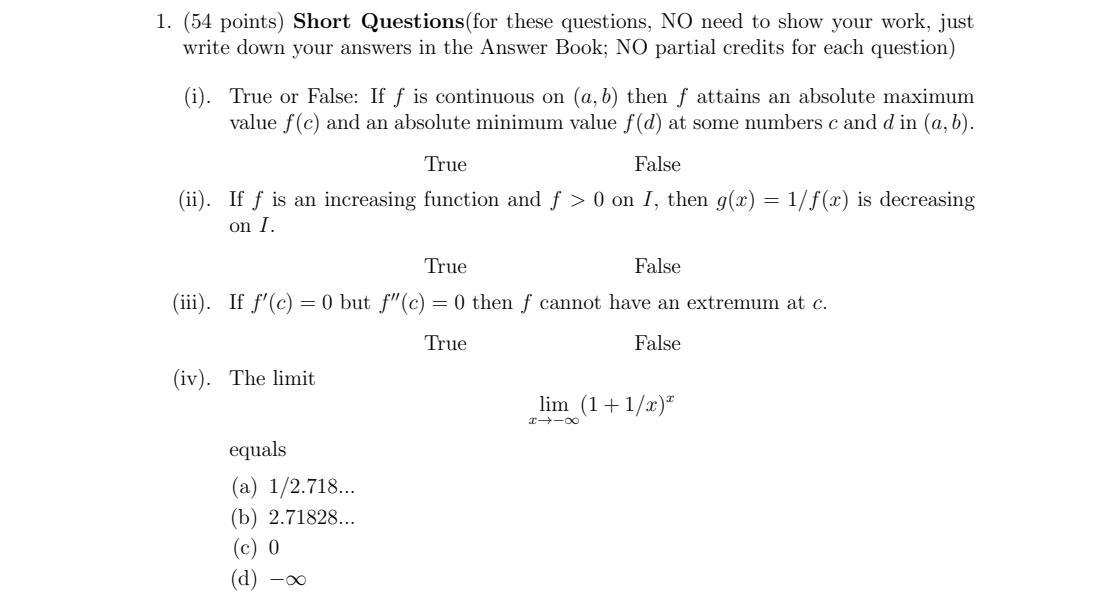 1. (54 points) Short Questions(for these questions, NO need to show your work, just
write down your answers in the Answer Book; NO partial credits for each question)
(i). True or False: If f is continuous on (a, b) then f attains an absolute maximum
value f(c) and an absolute minimum value f(d) at some numbers c and d in (a, b).
True False
(ii). If f is an increasing function and f > 0 on I, then g(x) = 1/f(x) is decreasing
on I.
True False
(iii). If f′(c) = 0 but f″(c) = 0 then f cannot have an extremum at c.
True False
(iv). The limit
lim (1 + 1/x)ˣ
x→−∞
equals
(a) 1/2.718...
(b) 2.71828...
(c) 0
(d) −∞